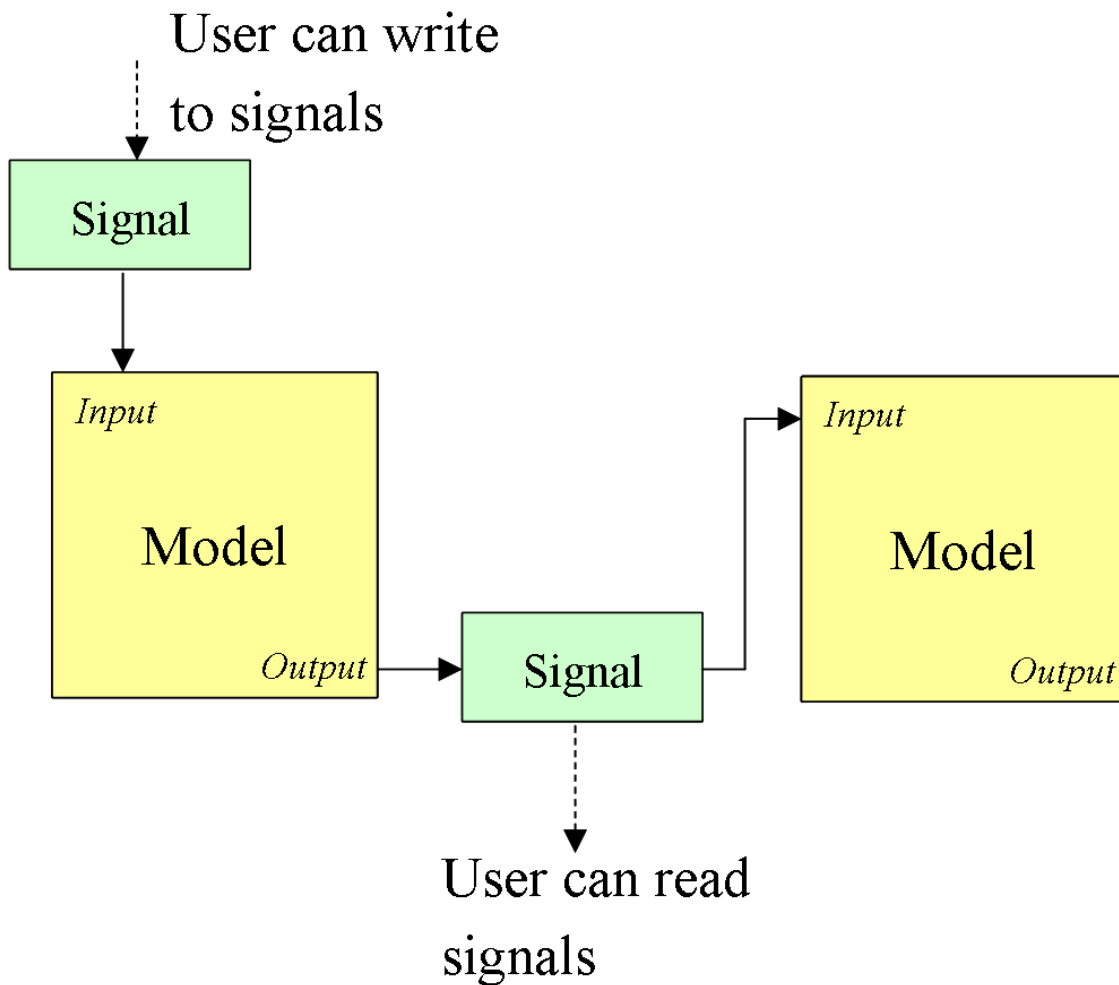 User can write
to signals
Signal
Input
Model
Output
Signal
Input
Model
Output
User can read
signals